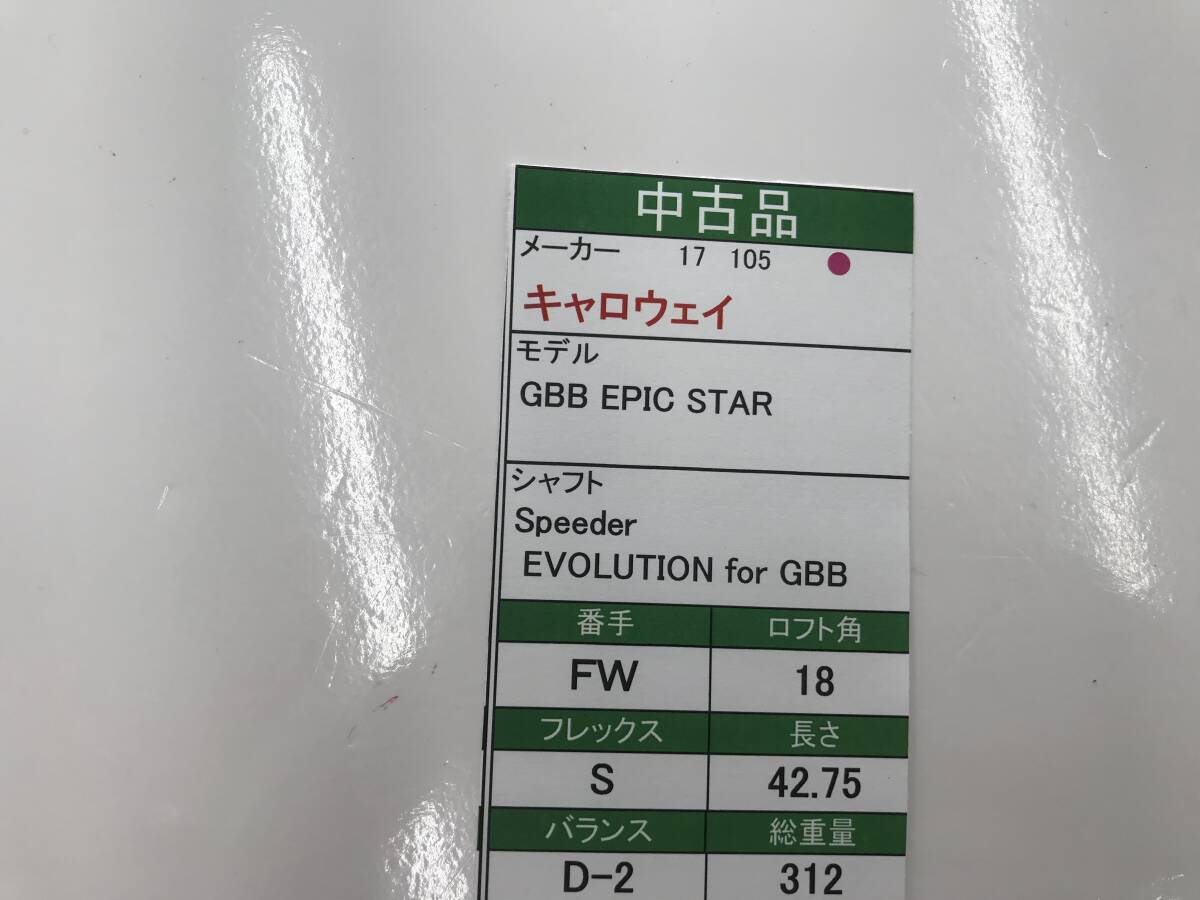 中古品
メーカー 17 105
キャロウェイ
モデル
GBB EPIC STAR
シャフト
Speeder
EVOLUTION for GBB
番手 ロフト角
FW 18
フレックス 長さ
S 42.75
バランス 総重量
D-2 312